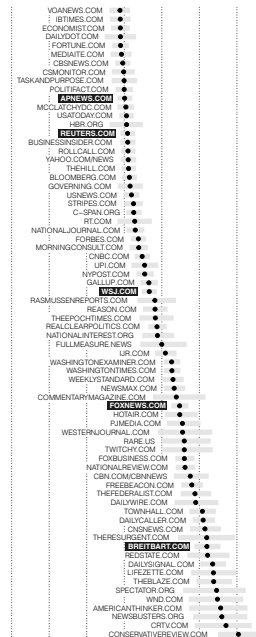 VOANEWS.COM
IBTIMES.COM
ECONOMIST.COM
DAILYDOT.COM
FORTUNE.COM
MEDIAITE.COM
CBSNEWS.COM
CSMONITOR.COM
TASKANDPURPOSE.COM
POLITIFACT.COM
APNEWS.COM
MCCLATCHYDC.COM
USATODAY.COM
HBR.ORG
REUTERS.COM
BUSINESSINSIDER.COM
ROLLCALL.COM
YAHOO.COM/NEWS
THEHILL.COM
BLOOMBERG.COM
GOVERNING.COM
USNEWS.COM
STRIPES.COM
C-SPAN.ORG
RT.COM
NATIONALJOURNAL.COM
FORBES.COM
MORNINGCONSULT.COM
CNBC.COM
UPI.COM
NYPOST.COM
GALLUP.COM
WSJ.COM
RASMUSSENREPORTS.COM
REASON.COM
THEEPOCHTIMES.COM
REALCLEARPOLITICS.COM
NATIONALINTEREST.ORG
FULLMEASURE.NEWS
IJR.COM
WASHINGTONEXAMINER.COM
WASHINGTONTIMES.COM
WEEKLYSTANDARD.COM
NEWSMAX.COM
COMMENTARYMAGAZINE.COM
FOXNEWS.COM
HOTAIR.COM
PJMEDIA.COM
WESTERNJOURNAL.COM
RARE.US
TWITCHY.COM
FOXBUSINESS.COM
NATIONALREVIEW.COM
CBN.COM/CBNNEWS
FREEBEACON.COM
THEFEDERALIST.COM
DAILYWIRE.COM
TOWNHALL.COM
DAILYCALLER.COM
CNSNEWS.COM
THERESURGENT.COM
BREITBART.COM
REDSTATE.COM
DAILYSIGNAL.COM
LIFEZETTE.COM
THEBLAZE.COM
SPECTATOR.ORG
WND.COM
AMERICANTHINKER.COM
NEWSBUSTERS.ORG
CRTV.COM
CONSERVATIVEREVIEW.COM